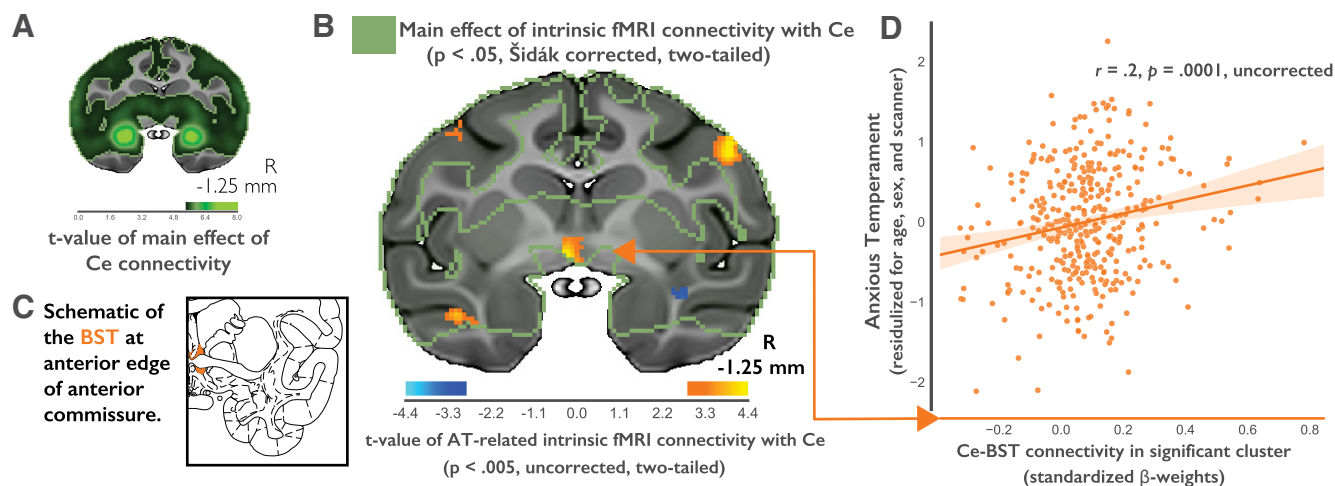 A
R
-1.25 mm
0.0 1.6 3.2 4.8 6.4 8.0
t-value of main effect of
Ce connectivity
B
Main effect of intrinsic fMRI connectivity with Ce
(p < .05, Šidák corrected, two-tailed)
R
-1.25 mm
-4.4 -3.3 -2.2 -1.1 0.0 1.1 2.2 3.3 4.4
t-value of AT-related intrinsic fMRI connectivity with Ce
(p < .005, uncorrected, two-tailed)
C
Schematic of
the BST at
anterior edge
of anterior
commissure.
D
r = .2, p = .0001, uncorrected
Anxious Temperament
(residulized for age, sex, and scanner)
2
1
0
−1
−2
−0.2 0.0 0.2 0.4 0.6 0.8
Ce-BST connectivity in significant cluster
(standardized β-weights)